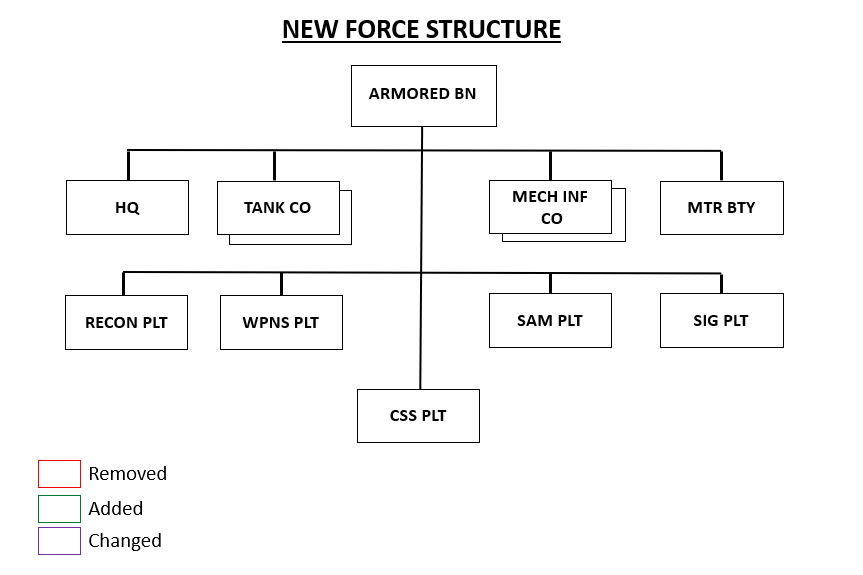 NEW FORCE STRUCTURE
ARMORED BN
HQ
TANK CO
MECH INF
CO
MTR BTY
RECON PLT
WPNS PLT
SAM PLT
SIG PLT
CSS PLT
Removed
Added
Changed